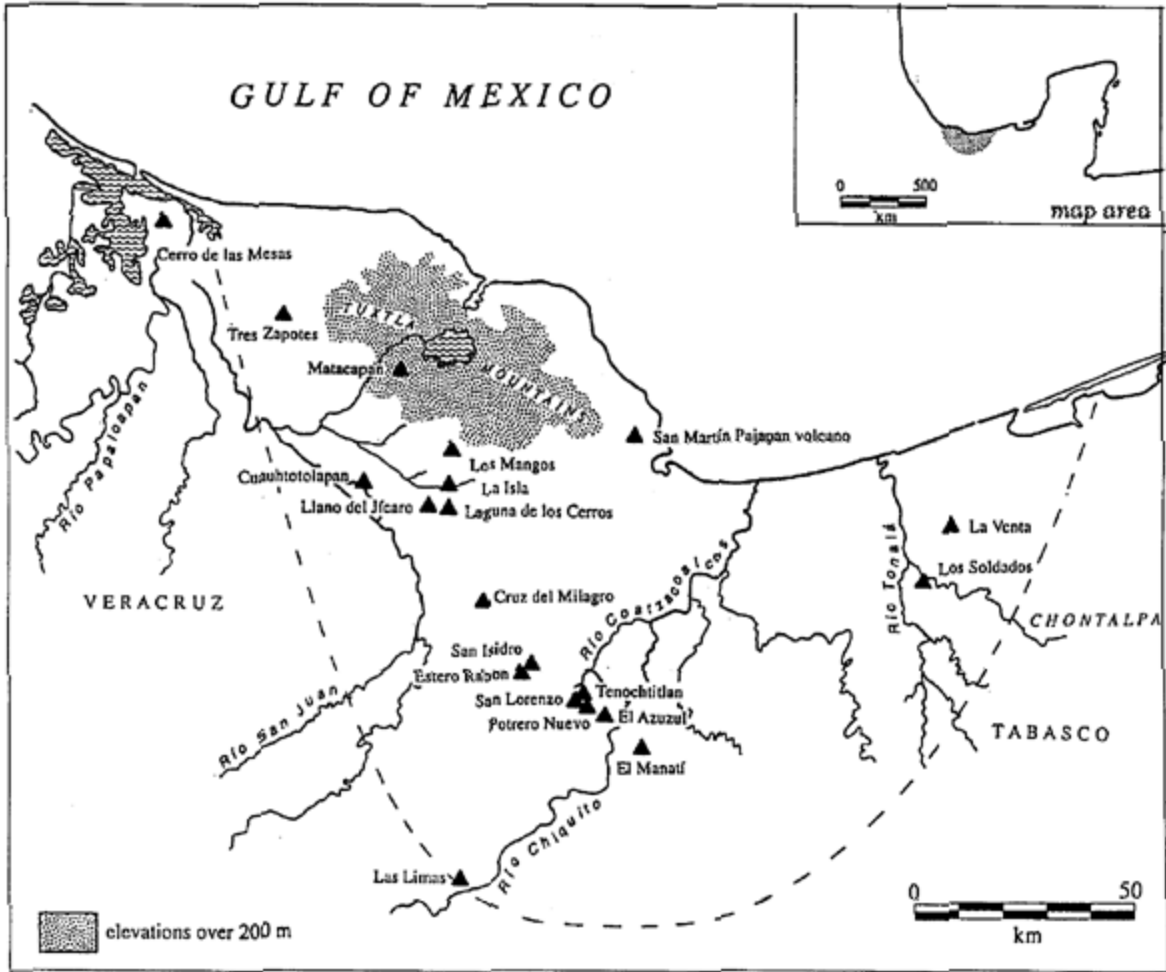 GULF OF MEXICO
0 500
km
map area
Cerro de las Mesas
Tres Zapotes
TUXTLA
MOUNTAINS
Matacapan
San Martín Pajapan volcano
Los Mangos
Cuauhtotolapan
La Isla
Llano del Jícaro
Laguna de los Cerros
Río Papaloapan
La Venta
Los Soldados
Río Tonalá
VERACRUZ
Cruz del Milagro
Río Coatzacoalcos
CHONTALPA
San Isidro
Estero Rabon
Tenochtitlan
San Lorenzo
El Azuzul
Potrero Nuevo
Río San Juan
TABASCO
El Manatí
Río Chiquito
Las Limas
0 50
km
elevations over 200 m